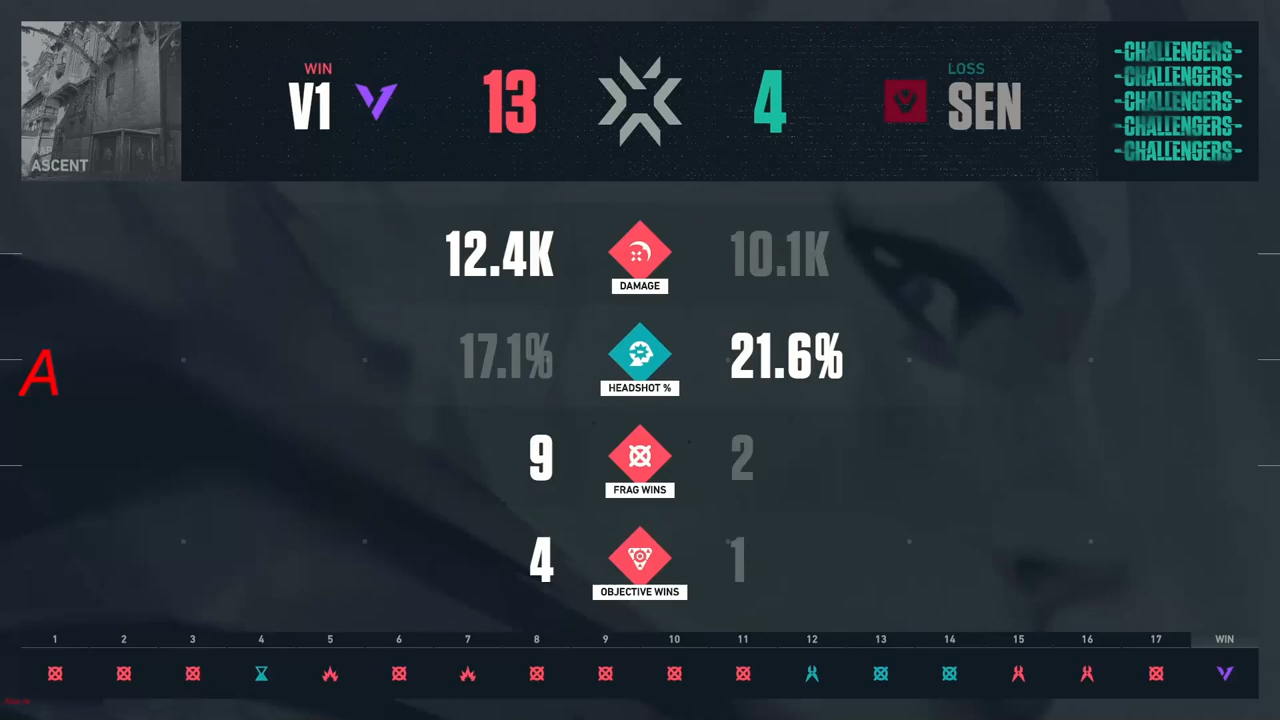 WIN
V1
13
4
LOSS
SEN
CHALLENGERS
CHALLENGERS
CHALLENGERS
CHALLENGERS
CHALLENGERS
ASCENT
12.4K
DAMAGE
10.1K
17.1%
HEADSHOT %
21.6%
A
9
FRAG WINS
2
4
OBJECTIVE WINS
1
1 2 3 4 5 6 7 8 9 10 11 12 13 14 15 16 17 WIN